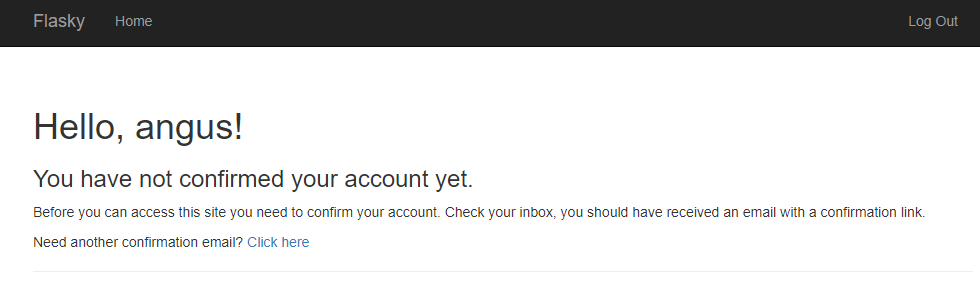 Flasky Home Log Out
Hello, angus!
You have not confirmed your account yet.
Before you can access this site you need to confirm your account. Check your inbox, you should have received an email with a confirmation link.
Need another confirmation email? Click here